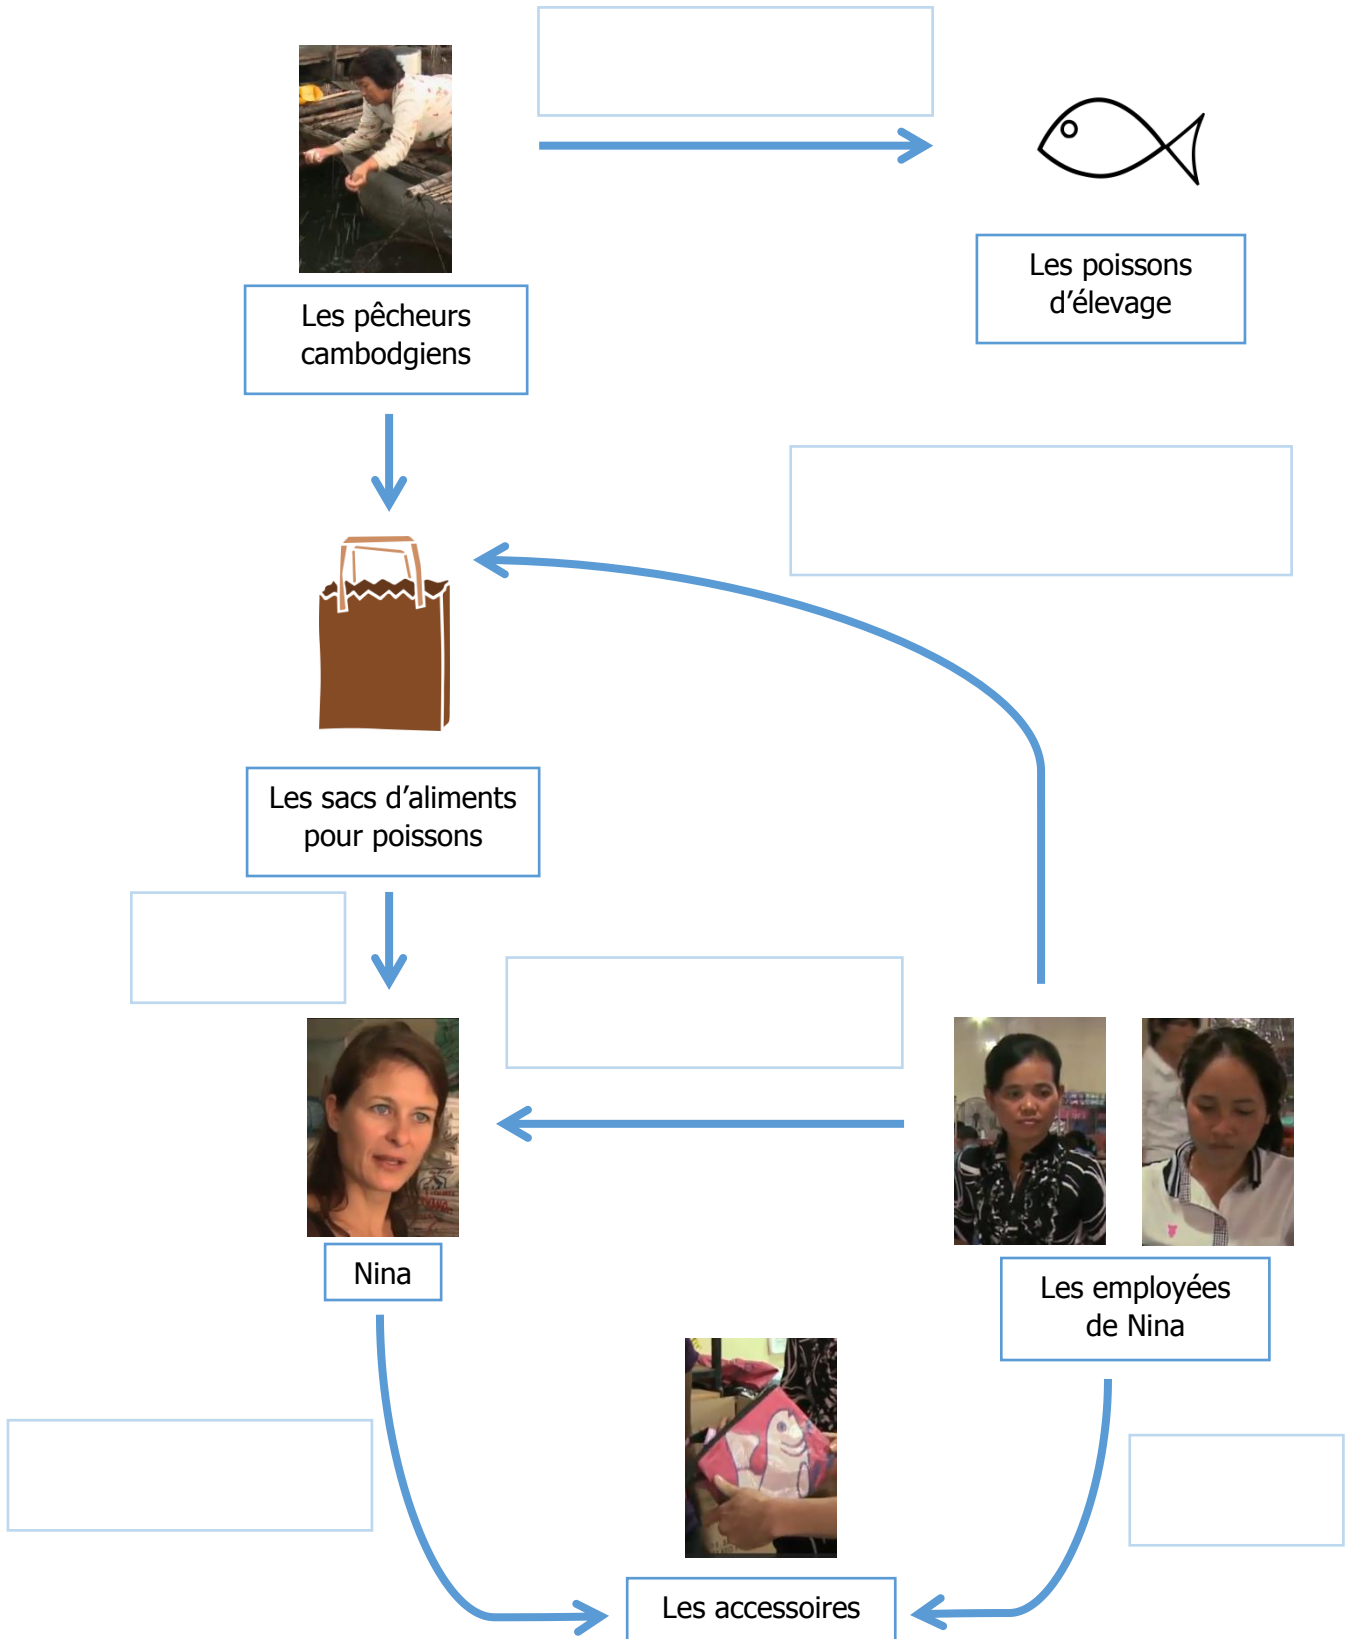 Les pêcheurs
cambodgiens
Les poissons
d’élevage
Les sacs d’aliments
pour poissons
Nina
Les employées
de Nina
Les accessoires